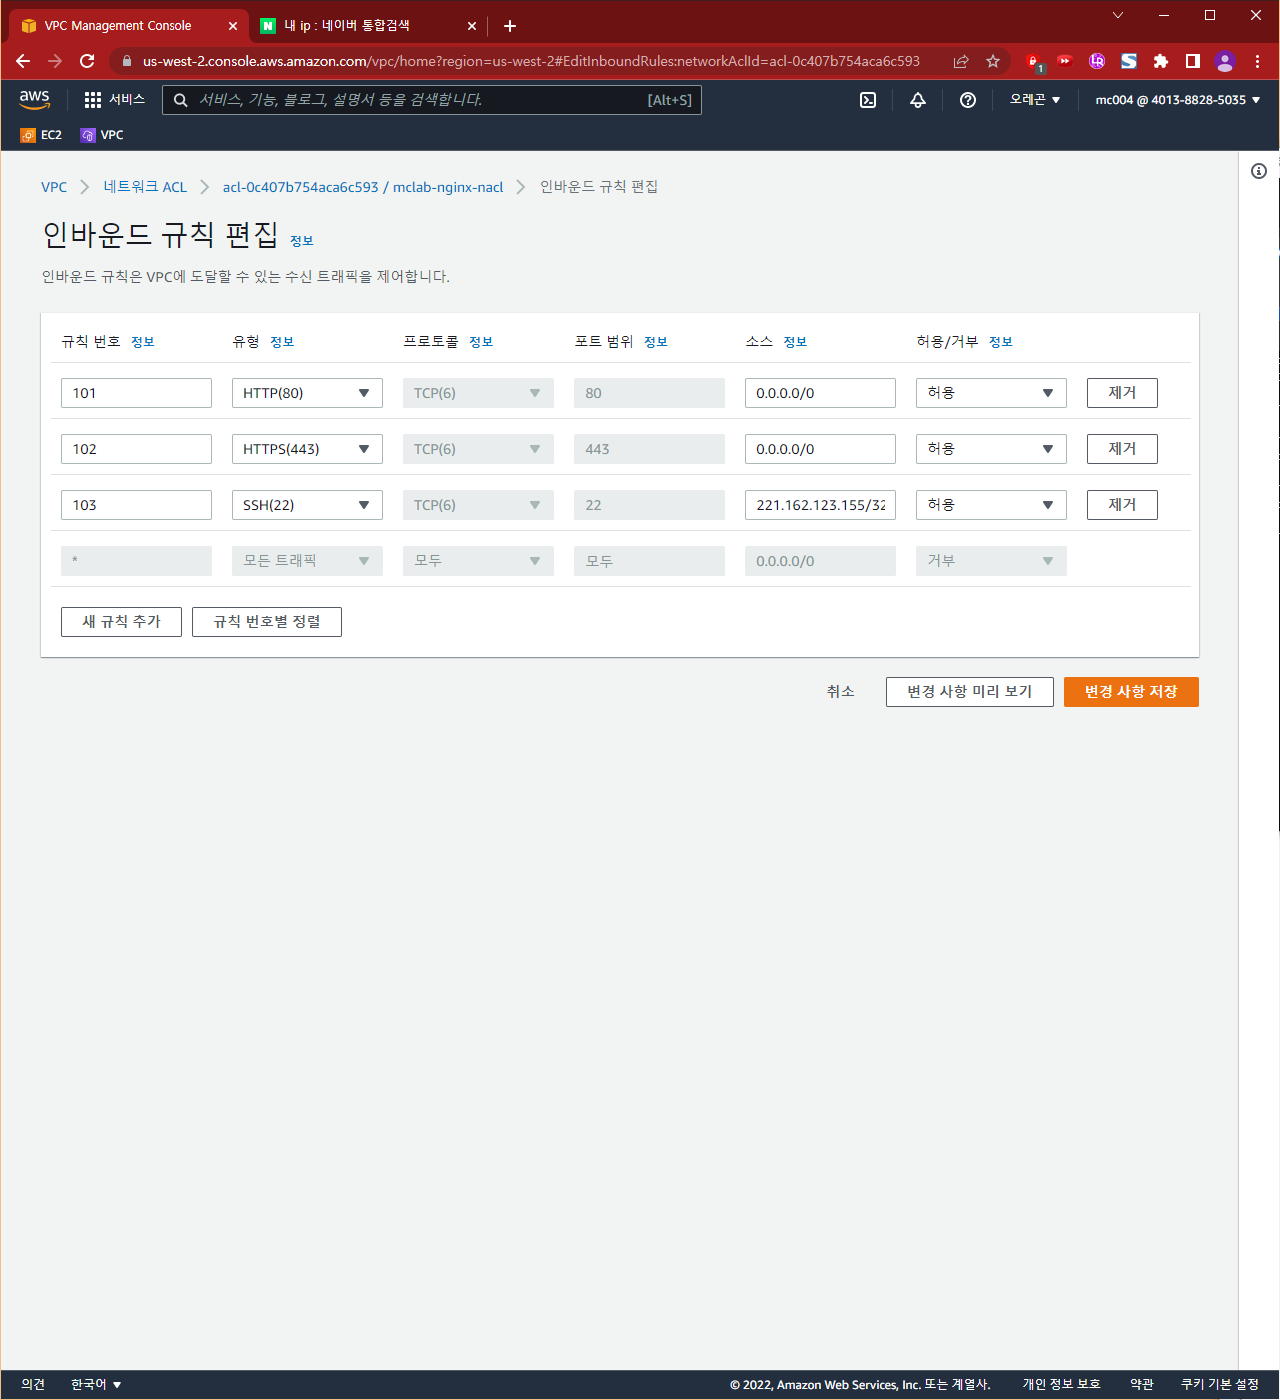 VPC Management Console
내 ip : 네이버 통합검색
us-west-2.console.aws.amazon.com/vpc/home?region=us-west-2#EditInboundRules:networkAclId=acl-0c407b754aca6c593
aws
서비스
서비스, 기능, 블로그, 설명서 등을 검색합니다.
[Alt+S]
오레곤
mc004 @ 4013-8828-5035
EC2
VPC
VPC
네트워크 ACL
acl-0c407b754aca6c593 / mclab-nginx-nacl
인바운드 규칙 편집
인바운드 규칙 편집 정보
인바운드 규칙은 VPC에 도달할 수 있는 수신 트래픽을 제어합니다.
규칙 번호 정보 유형 정보 프로토콜 정보 포트 범위 정보 소스 정보 허용/거부 정보
101 HTTP(80) TCP(6) 80 0.0.0.0/0 허용 제거
102 HTTPS(443) TCP(6) 443 0.0.0.0/0 허용 제거
103 SSH(22) TCP(6) 22 221.162.123.155/32 허용 제거
* 모든 트래픽 모두 모두 0.0.0.0/0 거부
새 규칙 추가 규칙 번호별 정렬
취소 변경 사항 미리 보기 변경 사항 저장
의견 한국어 © 2022, Amazon Web Services, Inc. 또는 계열사. 개인 정보 보호 약관 쿠키 기본 설정